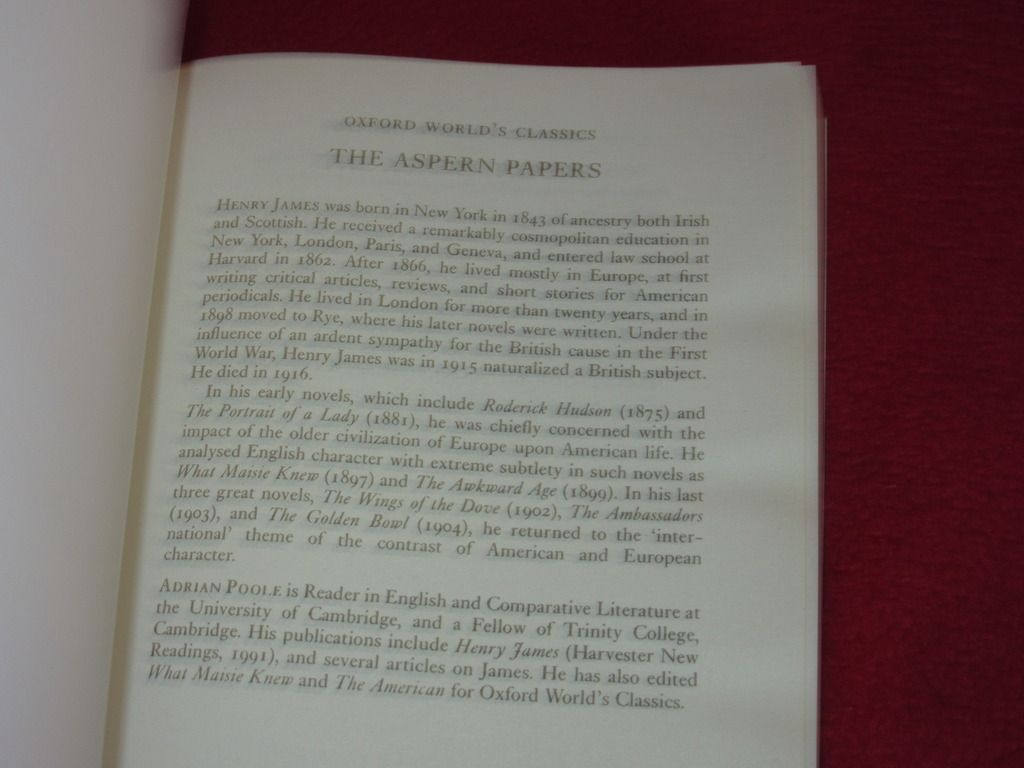 OXFORD WORLD'S CLASSICS
THE ASPERN PAPERS
HENRY JAMES was born in New York in 1843 of ancestry both Irish
and Scottish. He received a remarkably cosmopolitan education in
New York, London, Paris, and Geneva, and entered law school at
Harvard in 1862. After 1866, he lived mostly in Europe, at first
writing critical articles, reviews, and short stories for American
periodicals. He lived in London for more than twenty years, and in
1898 moved to Rye, where his later novels were written. Under the
influence of an ardent sympathy for the British cause in the First
World War, Henry James was in 1915 naturalized a British subject.
He died in 1916.
In his early novels, which include Roderick Hudson (1875) and
The Portrait of a Lady (1881), he was chiefly concerned with the
impact of the older civilization of Europe upon American life. He
analysed English character with extreme subtlety in such novels as
What Maisie Knew (1897) and The Awkward Age (1899). In his last
three great novels, The Wings of the Dove (1902), The Ambassadors
(1903), and The Golden Bowl (1904), he returned to the 'inter-
national' theme of the contrast of American and European
character.
ADRIAN POOLE is Reader in English and Comparative Literature at
the University of Cambridge, and a Fellow of Trinity College,
Cambridge. His publications include Henry James (Harvester New
Readings, 1991), and several articles on James. He has also edited
What Maisie Knew and The American for Oxford World's Classics.